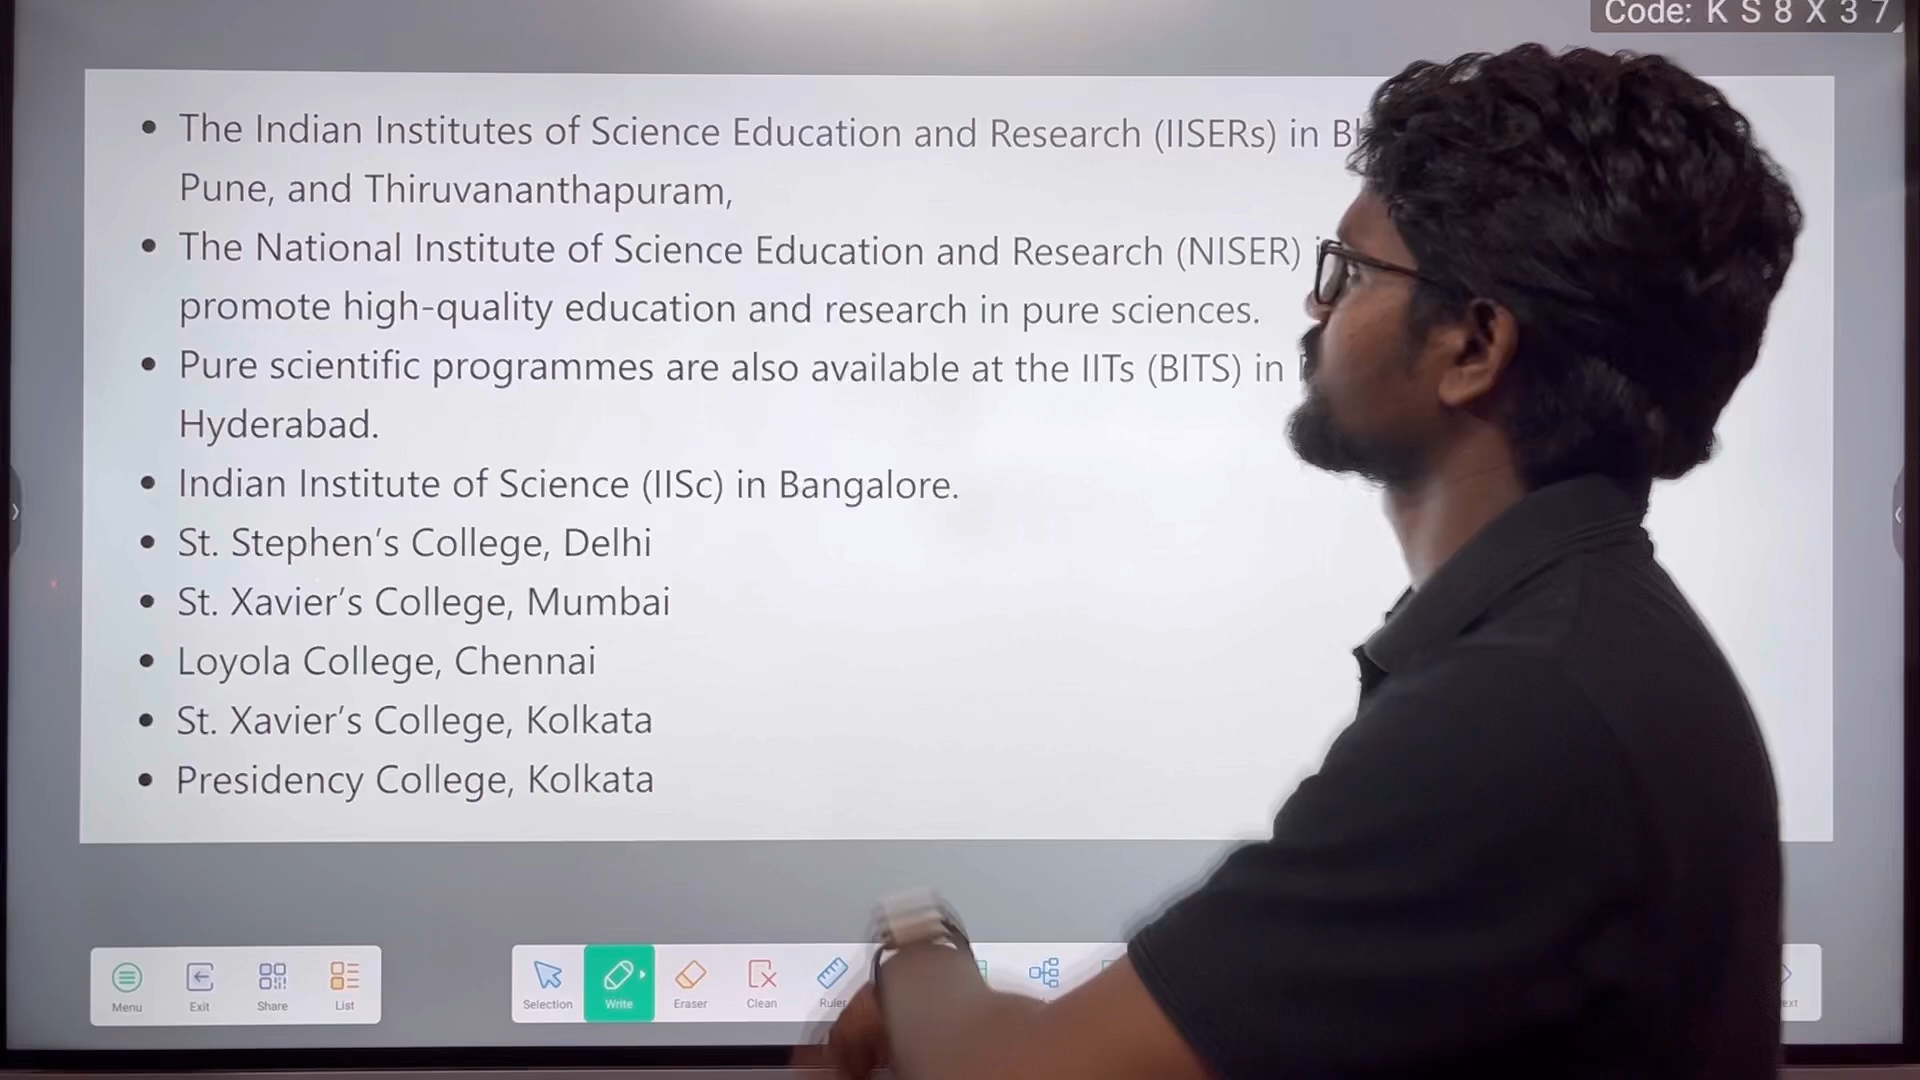 Code: K S 8 X 3 7
• The Indian Institutes of Science Education and Research (IISERs) in
Pune, and Thiruvananthapuram,
• The National Institute of Science Education and Research (NISER)
promote high-quality education and research in pure sciences.
• Pure scientific programmes are also available at the IITs (BITS) in
Hyderabad.
• Indian Institute of Science (IISc) in Bangalore.
• St. Stephen’s College, Delhi
• St. Xavier’s College, Mumbai
• Loyola College, Chennai
• St. Xavier’s College, Kolkata
• Presidency College, Kolkata
Menu Exit Share List Selection Write Eraser Clean Ruler